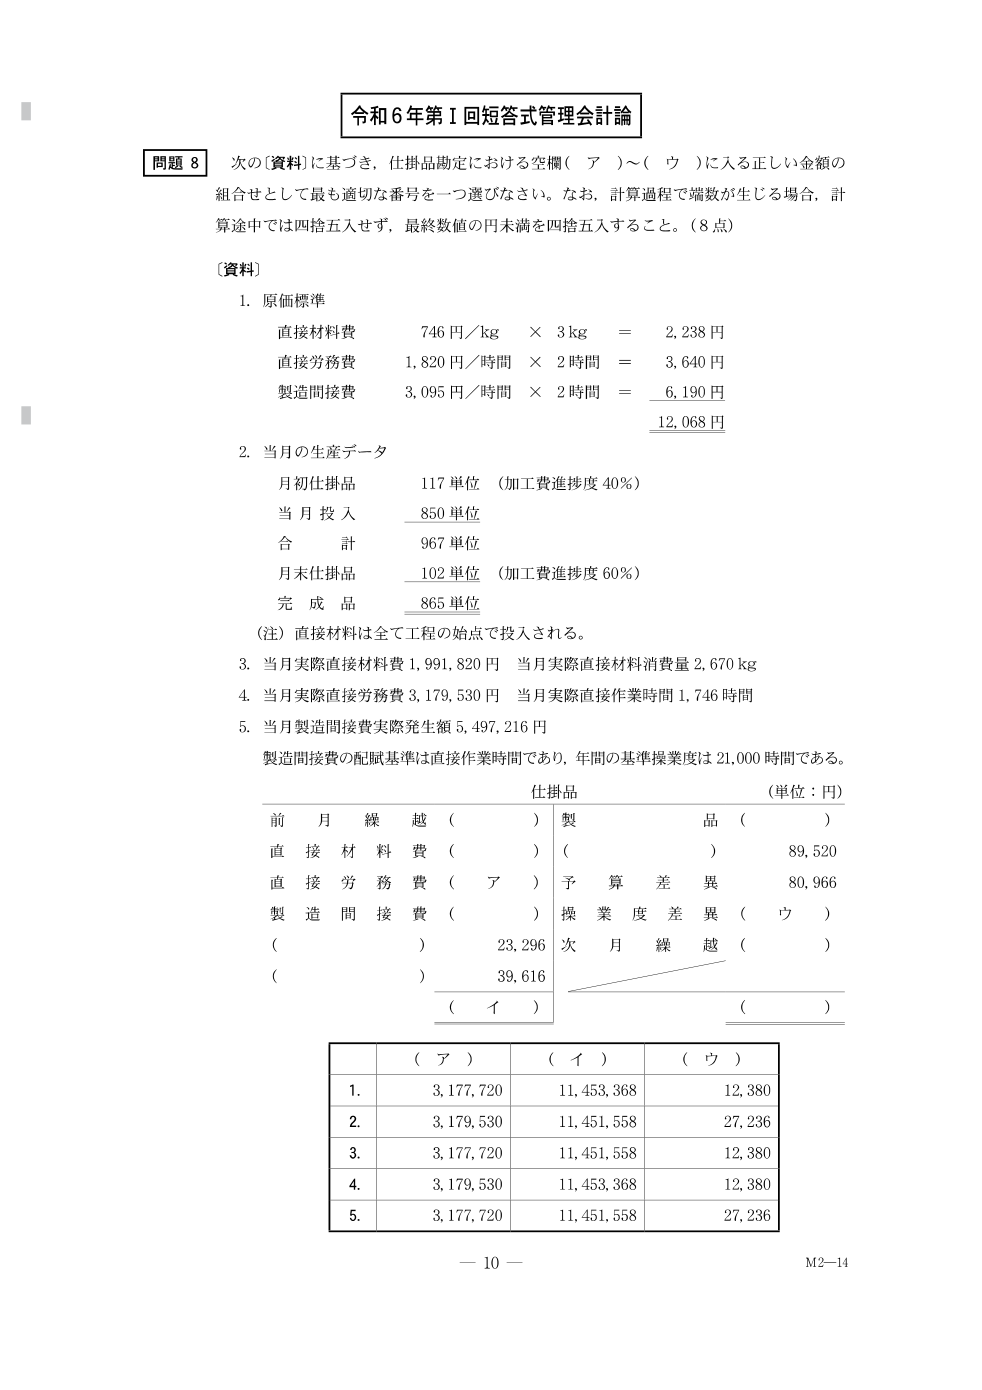 令和6年第Ⅰ回短答式管理会計論
問題 8 次の〔資料〕に基づき，仕掛品勘定における空欄( ア )～( ウ )に入る正しい金額の
組合せとして最も適切な番号を一つ選びなさい。なお，計算過程で端数が生じる場合，計
算途中では四捨五入せず，最終数値の円未満を四捨五入すること。(8点)
〔資料〕
1. 原価標準
直接材料費 746円／kg × 3kg ＝ 2,238円
直接労務費 1,820円／時間 × 2時間 ＝ 3,640円
製造間接費 3,095円／時間 × 2時間 ＝ 6,190円
12,068円
2. 当月の生産データ
月初仕掛品 117単位 (加工費進捗度40％)
当月投入 850単位
合計 967単位
月末仕掛品 102単位 (加工費進捗度60％)
完成品 865単位
(注) 直接材料は全て工程の始点で投入される。
3. 当月実際直接材料費1,991,820円 当月実際直接材料消費量2,670kg
4. 当月実際直接労務費3,179,530円 当月実際直接作業時間1,746時間
5. 当月製造間接費実際発生額5,497,216円
製造間接費の配賦基準は直接作業時間であり，年間の基準操業度は21,000時間である。
仕掛品 (単位：円)
前月繰越 ( ) 製品 ( )
直接材料費 ( ) ( ) 89,520
直接労務費 ( ア ) 予算差異 80,966
製造間接費 ( ) 操業度差異 ( ウ )
( ) 23,296 次月繰越 ( )
( ) 39,616
( イ ) ( )
( ア ) ( イ ) ( ウ )
1. 3,177,720 11,453,368 12,380
2. 3,179,530 11,451,558 27,236
3. 3,177,720 11,451,558 12,380
4. 3,179,530 11,453,368 12,380
5. 3,177,720 11,451,558 27,236
— 10 — M2—14